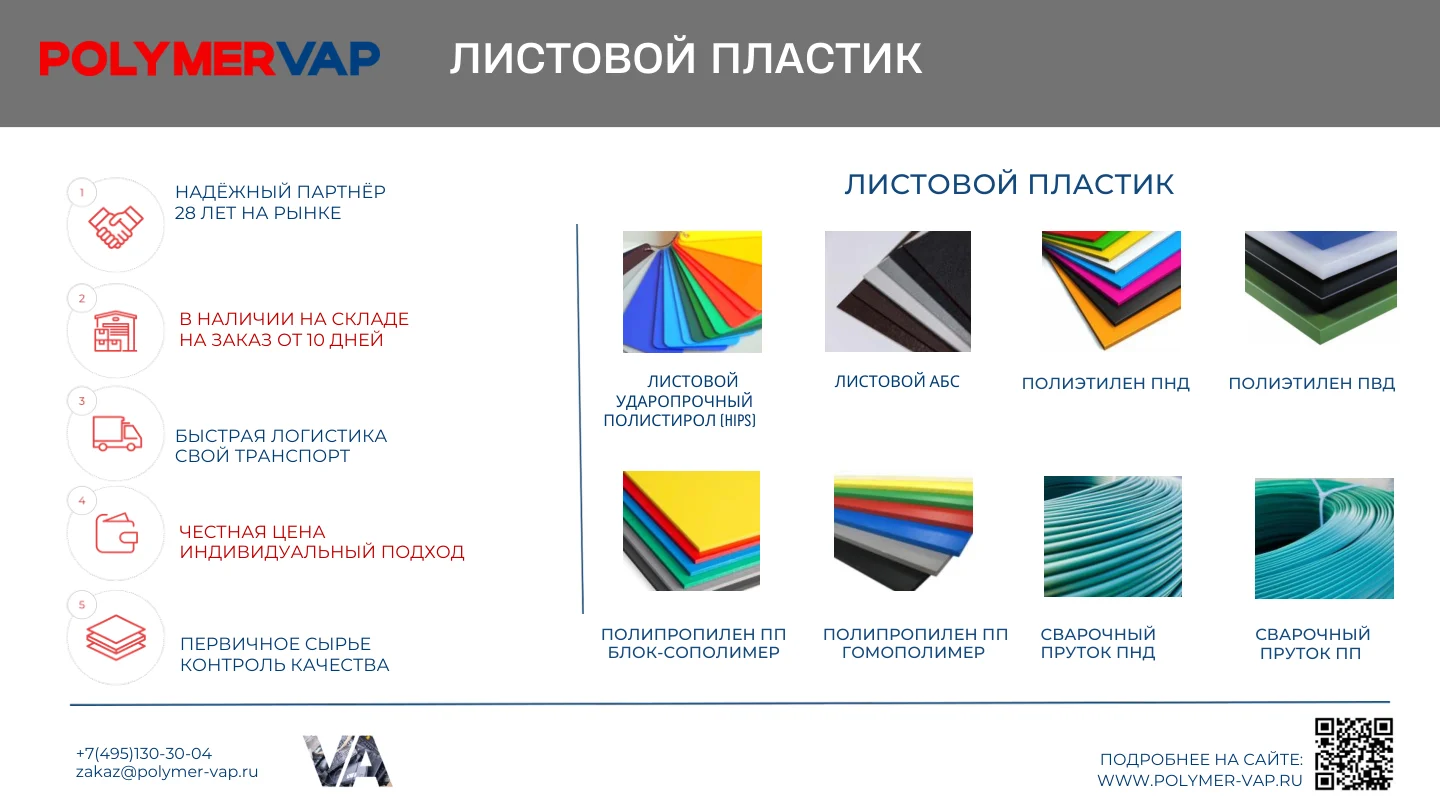 POLYMERVAP
ЛИСТОВОЙ ПЛАСТИК
1
НАДЁЖНЫЙ ПАРТНЁР
28 ЛЕТ НА РЫНКЕ
2
В НАЛИЧИИ НА СКЛАДЕ
НА ЗАКАЗ ОТ 10 ДНЕЙ
3
БЫСТРАЯ ЛОГИСТИКА
СВОЙ ТРАНСПОРТ
4
ЧЕСТНАЯ ЦЕНА
ИНДИВИДУАЛЬНЫЙ ПОДХОД
5
ПЕРВИЧНОЕ СЫРЬЕ
КОНТРОЛЬ КАЧЕСТВА
ЛИСТОВОЙ ПЛАСТИК
ЛИСТОВОЙ
УДАРОПРОЧНЫЙ
ПОЛИСТИРОЛ (HIPS)
ЛИСТОВОЙ АБС
ПОЛИЭТИЛЕН ПНД
ПОЛИЭТИЛЕН ПВД
ПОЛИПРОПИЛЕН ПП
БЛОК-СОПОЛИМЕР
ПОЛИПРОПИЛЕН ПП
ГОМОПОЛИМЕР
СВАРОЧНЫЙ
ПРУТОК ПНД
СВАРОЧНЫЙ
ПРУТОК ПП
+7(495)130-30-04
zakaz@polymer-vap.ru
VA
ПОДРОБНЕЕ НА САЙТЕ:
WWW.POLYMER-VAP.RU